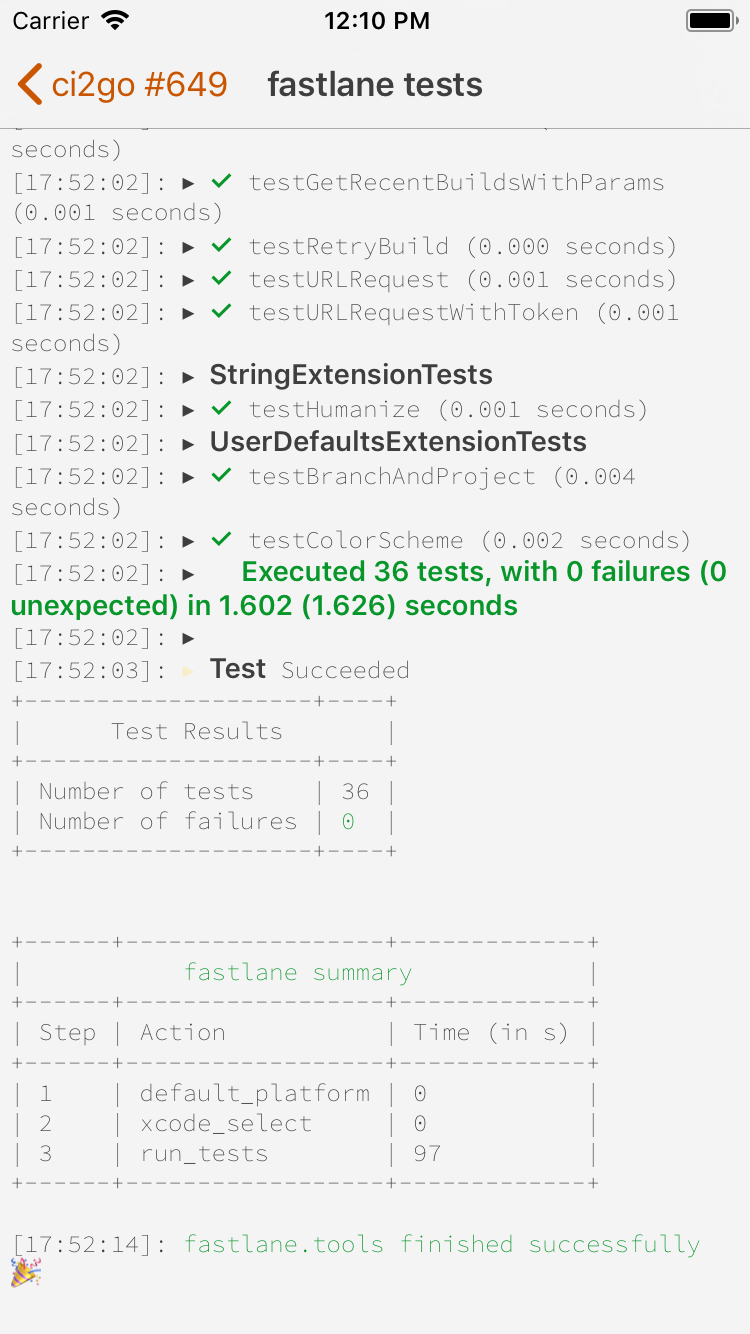 Carrier 12:10 PM
ci2go #649 fastlane tests
seconds)
[17:52:02]: ▸ ✓ testGetRecentBuildsWithParams
(0.001 seconds)
[17:52:02]: ▸ ✓ testRetryBuild (0.000 seconds)
[17:52:02]: ▸ ✓ testURLRequest (0.001 seconds)
[17:52:02]: ▸ ✓ testURLRequestWithToken (0.001
seconds)
[17:52:02]: ▸ StringExtensionTests
[17:52:02]: ▸ ✓ testHumanize (0.001 seconds)
[17:52:02]: ▸ UserDefaultsExtensionTests
[17:52:02]: ▸ ✓ testBranchAndProject (0.004
seconds)
[17:52:02]: ▸ ✓ testColorScheme (0.002 seconds)
[17:52:02]: ▸ Executed 36 tests, with 0 failures (0
unexpected) in 1.602 (1.626) seconds
[17:52:02]: ▸
[17:52:03]: ▸ Test Succeeded
+--------------------+----+
|      Test Results       |
+--------------------+----+
| Number of tests    | 36 |
| Number of failures | 0  |
+--------------------+----+
+------+------------------+-------------+
|           fastlane summary            |
+------+------------------+-------------+
| Step | Action           | Time (in s) |
+------+------------------+-------------+
| 1    | default_platform | 0           |
| 2    | xcode_select     | 0           |
| 3    | run_tests        | 97          |
+------+------------------+-------------+
[17:52:14]: fastlane.tools finished successfully
🎉